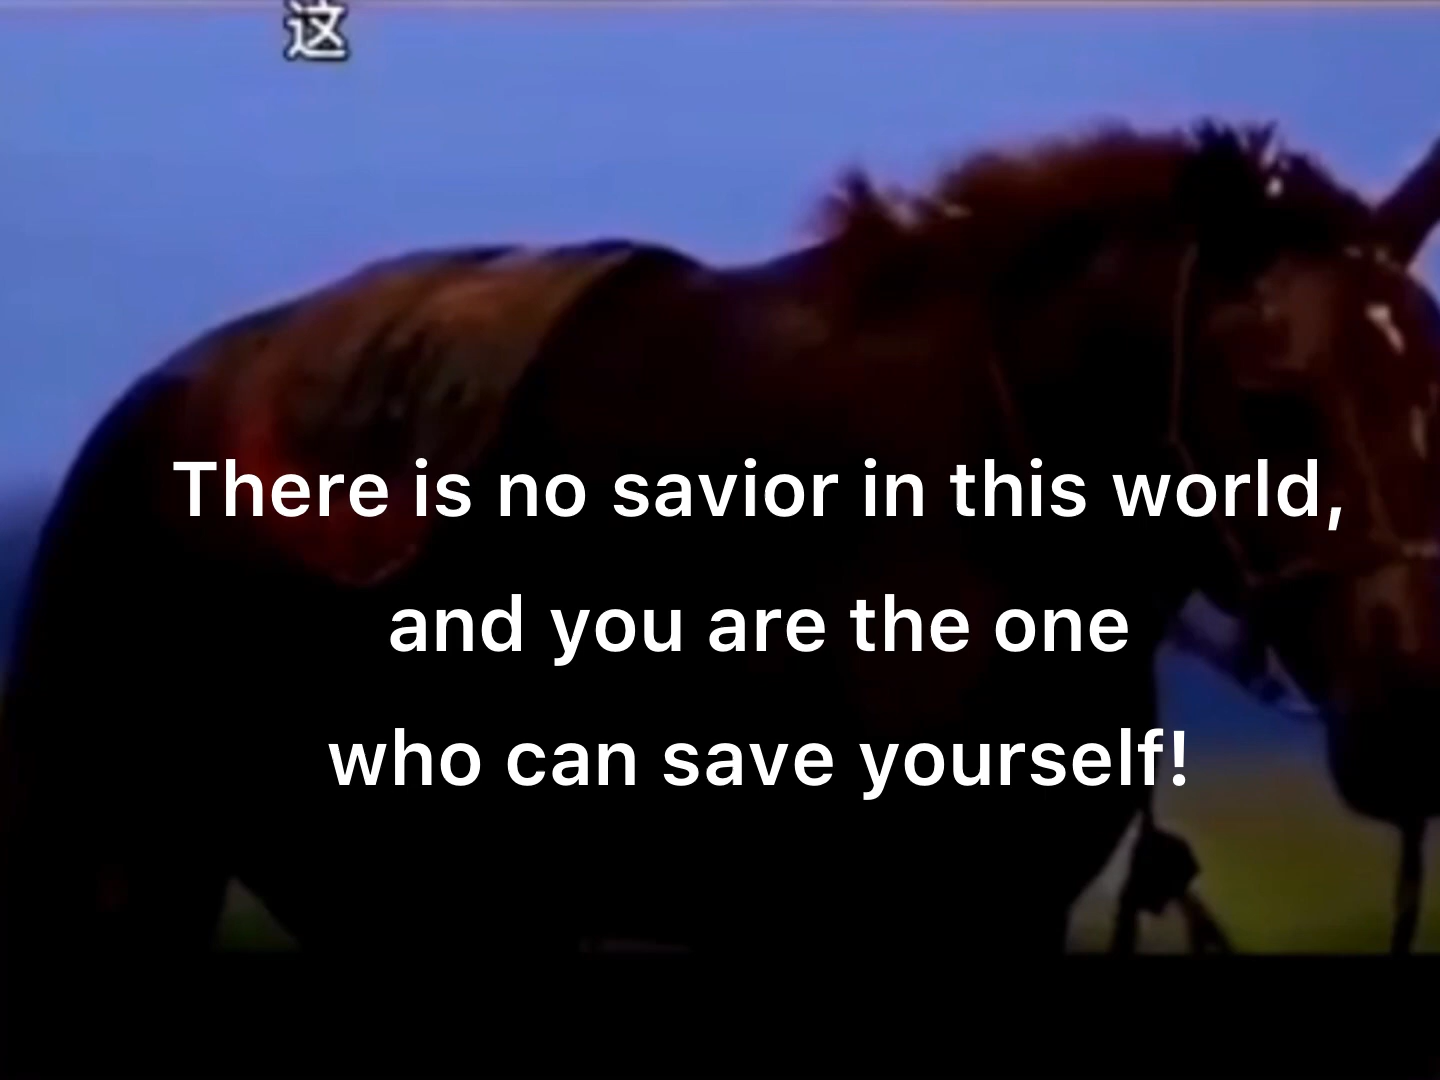 这
There is no savior in this world,
and you are the one
who can save yourself!